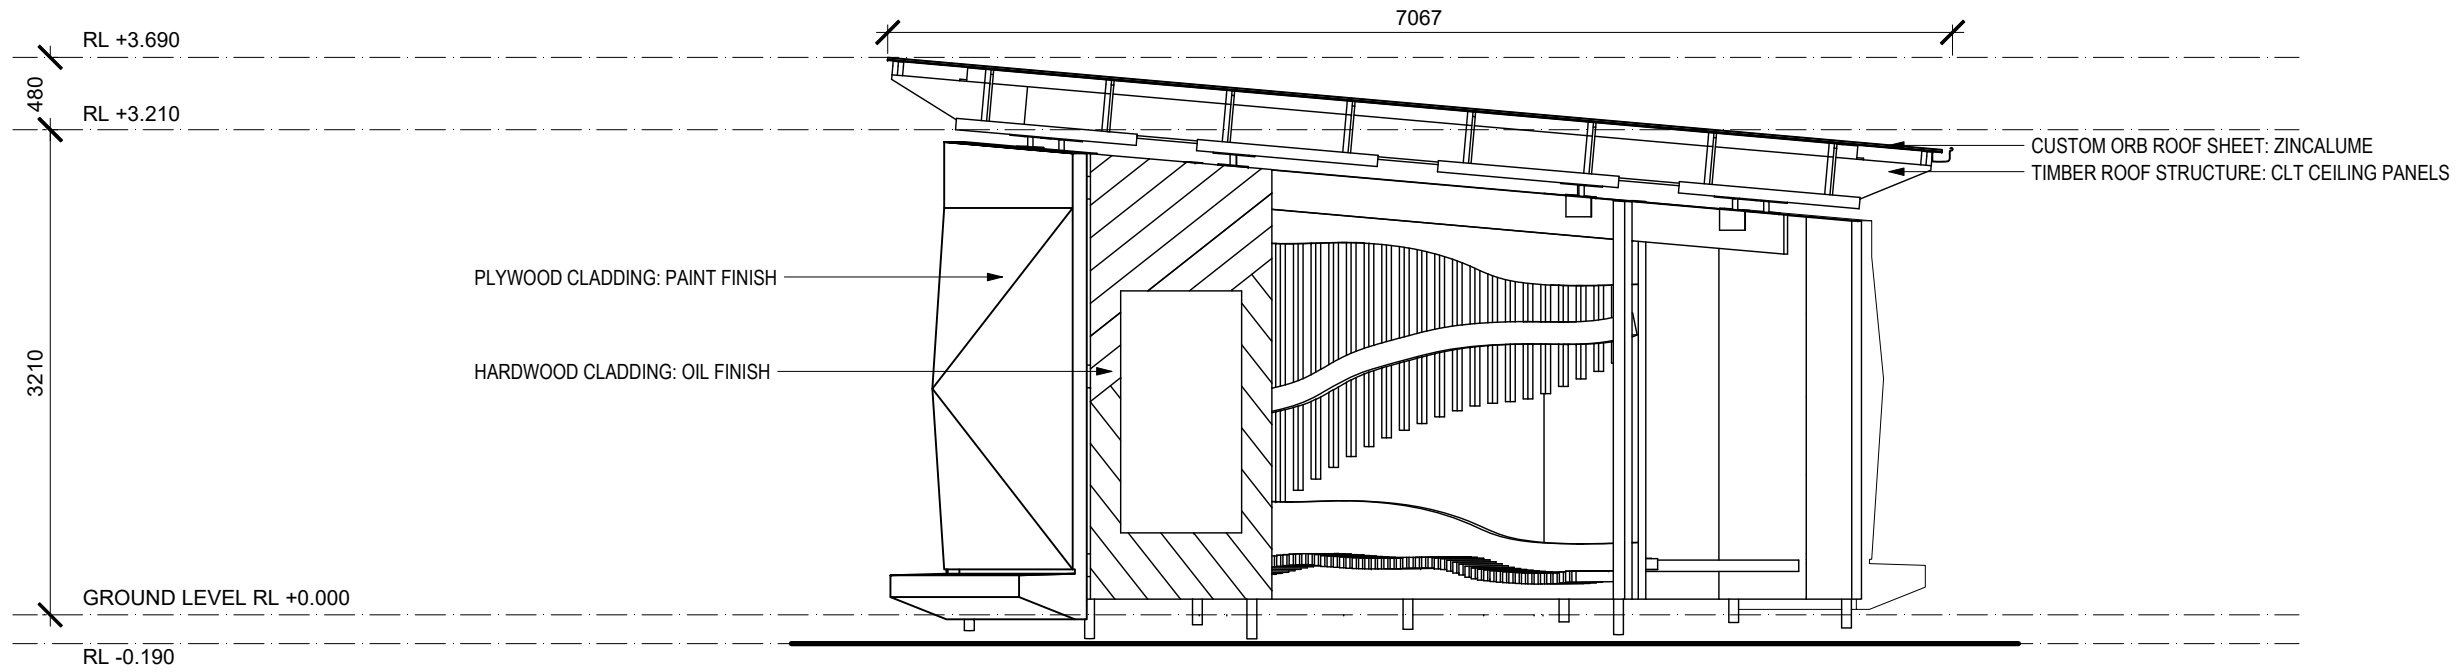 7067
RL +3.690
480
RL +3.210
CUSTOM ORB ROOF SHEET: ZINCALUME
TIMBER ROOF STRUCTURE: CLT CEILING PANELS
PLYWOOD CLADDING: PAINT FINISH
HARDWOOD CLADDING: OIL FINISH
3210
GROUND LEVEL RL +0.000
RL -0.190